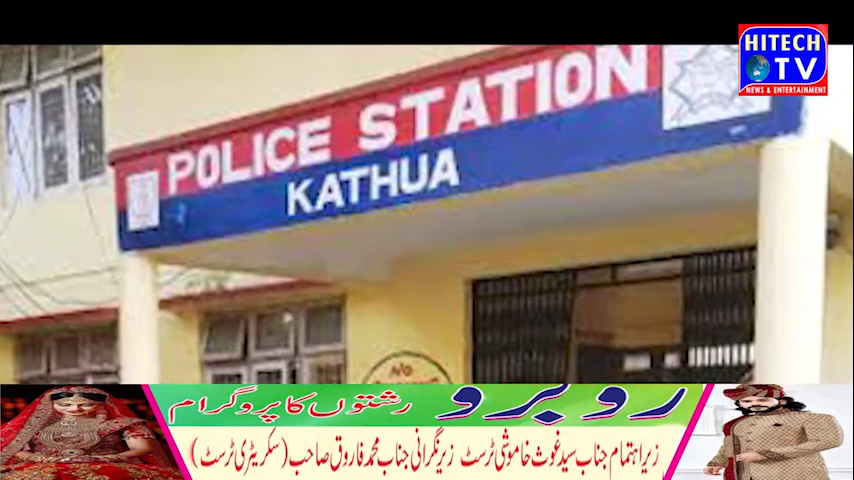 HITECH
TV
NEWS & ENTERTAINMENT
POLICE STATION
KATHUA
روبرو رشتوں کا پروگرام
زیر اہتمام جناب سید غوث خاموشی ٹرسٹ زیر نگرانی جناب محمد فاروق صاحب (سکریٹری ٹرسٹ)